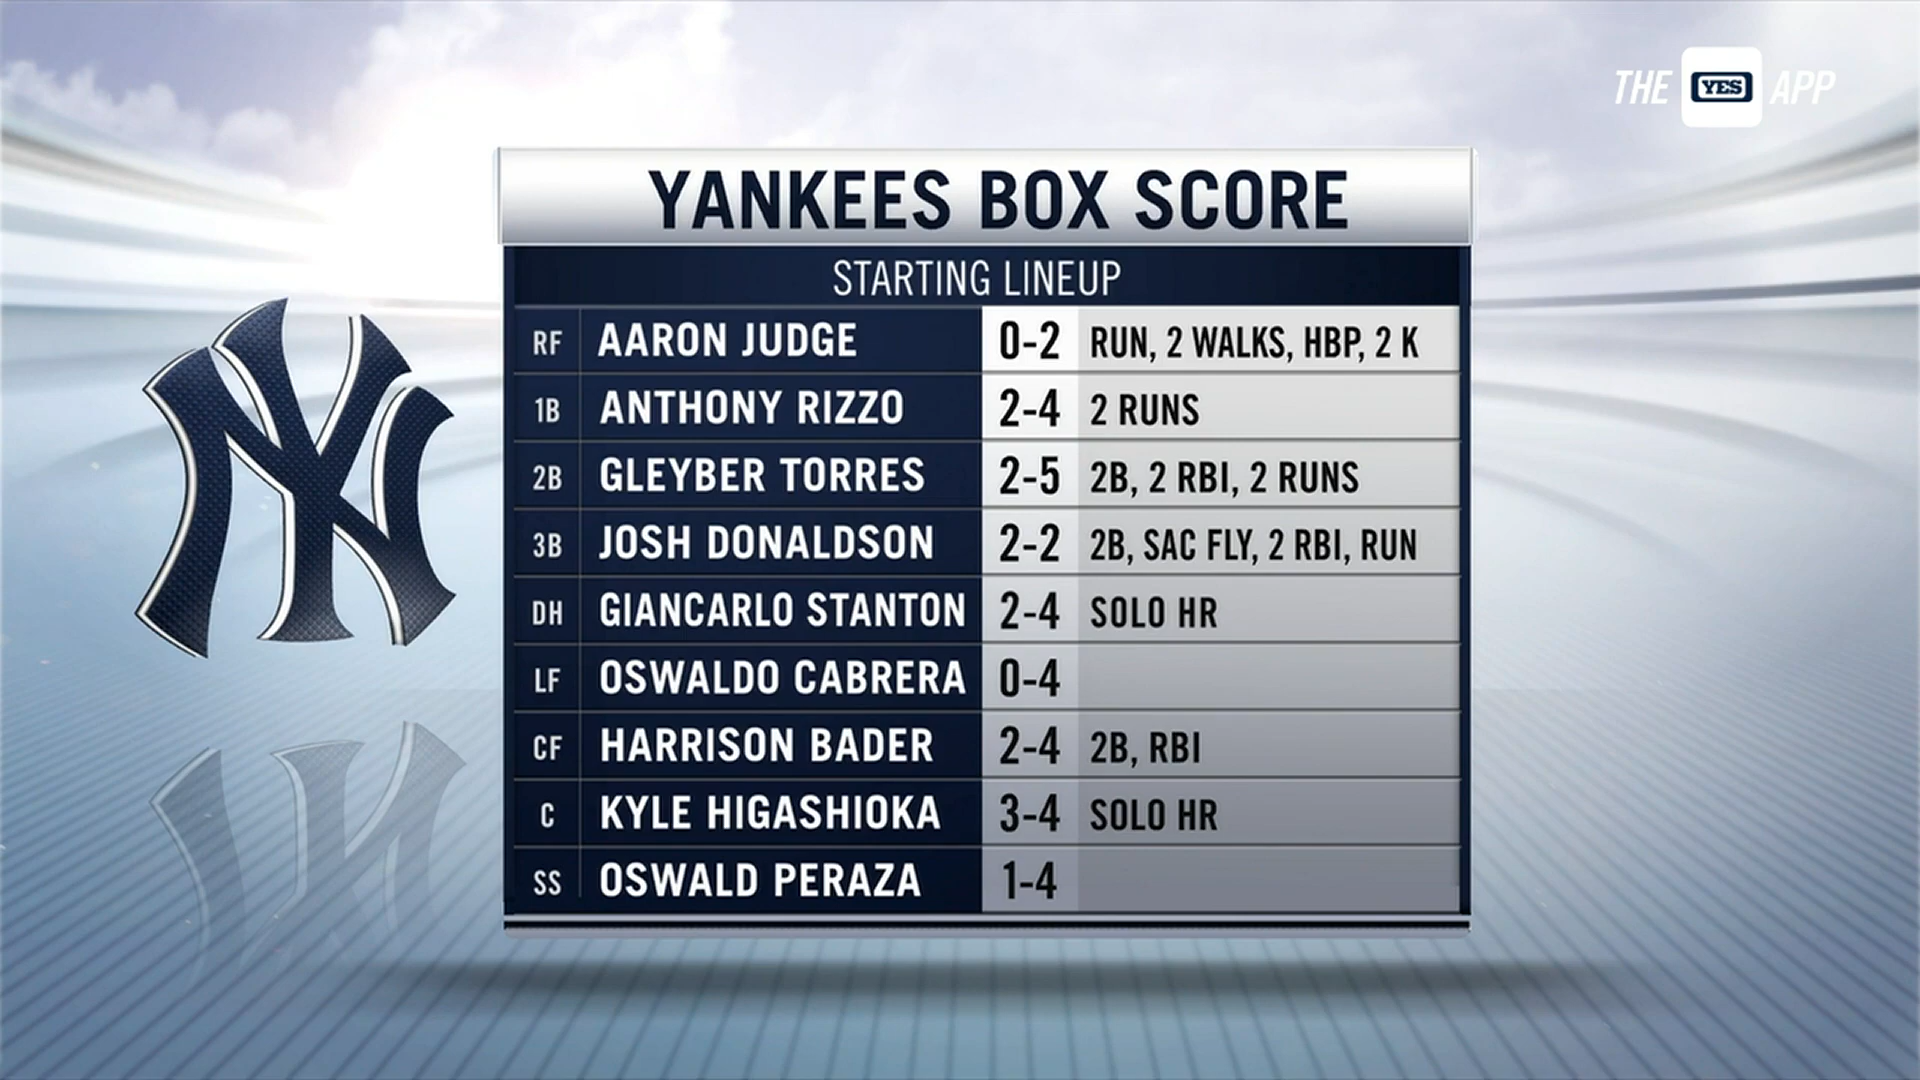 THE YES APP
YANKEES BOX SCORE
STARTING LINEUP
RF AARON JUDGE 0-2 RUN, 2 WALKS, HBP, 2 K
1B ANTHONY RIZZO 2-4 2 RUNS
2B GLEYBER TORRES 2-5 2B, 2 RBI, 2 RUNS
3B JOSH DONALDSON 2-2 2B, SAC FLY, 2 RBI, RUN
DH GIANCARLO STANTON 2-4 SOLO HR
LF OSWALDO CABRERA 0-4
CF HARRISON BADER 2-4 2B, RBI
C KYLE HIGASHIOKA 3-4 SOLO HR
SS OSWALD PERAZA 1-4
NY